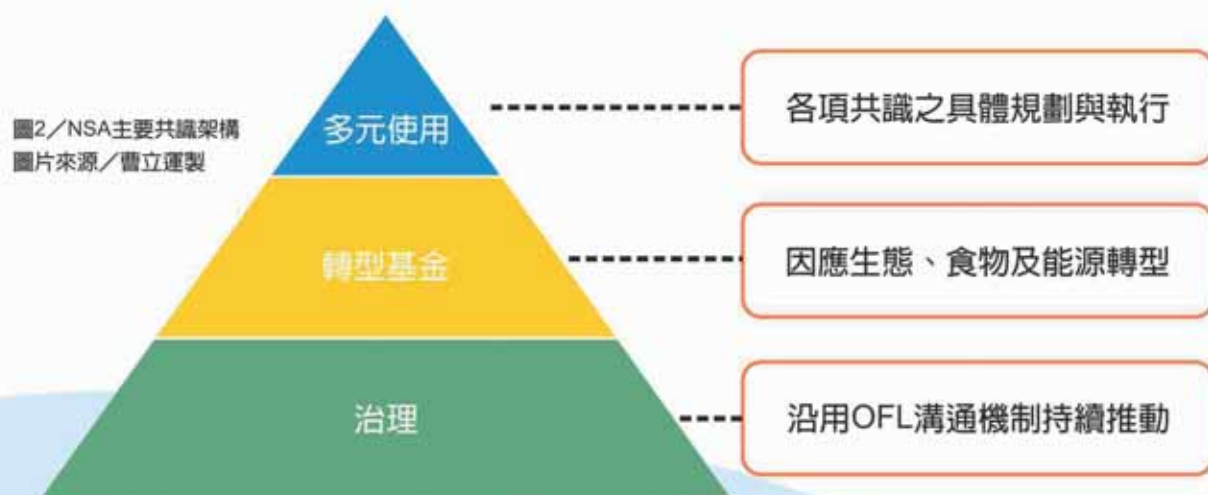 圖2／NSA主要共識架構
圖片來源／曹立運製
多元使用
各項共識之具體規劃與執行
轉型基金
因應生態、食物及能源轉型
治理
沿用OFL溝通機制持續推動